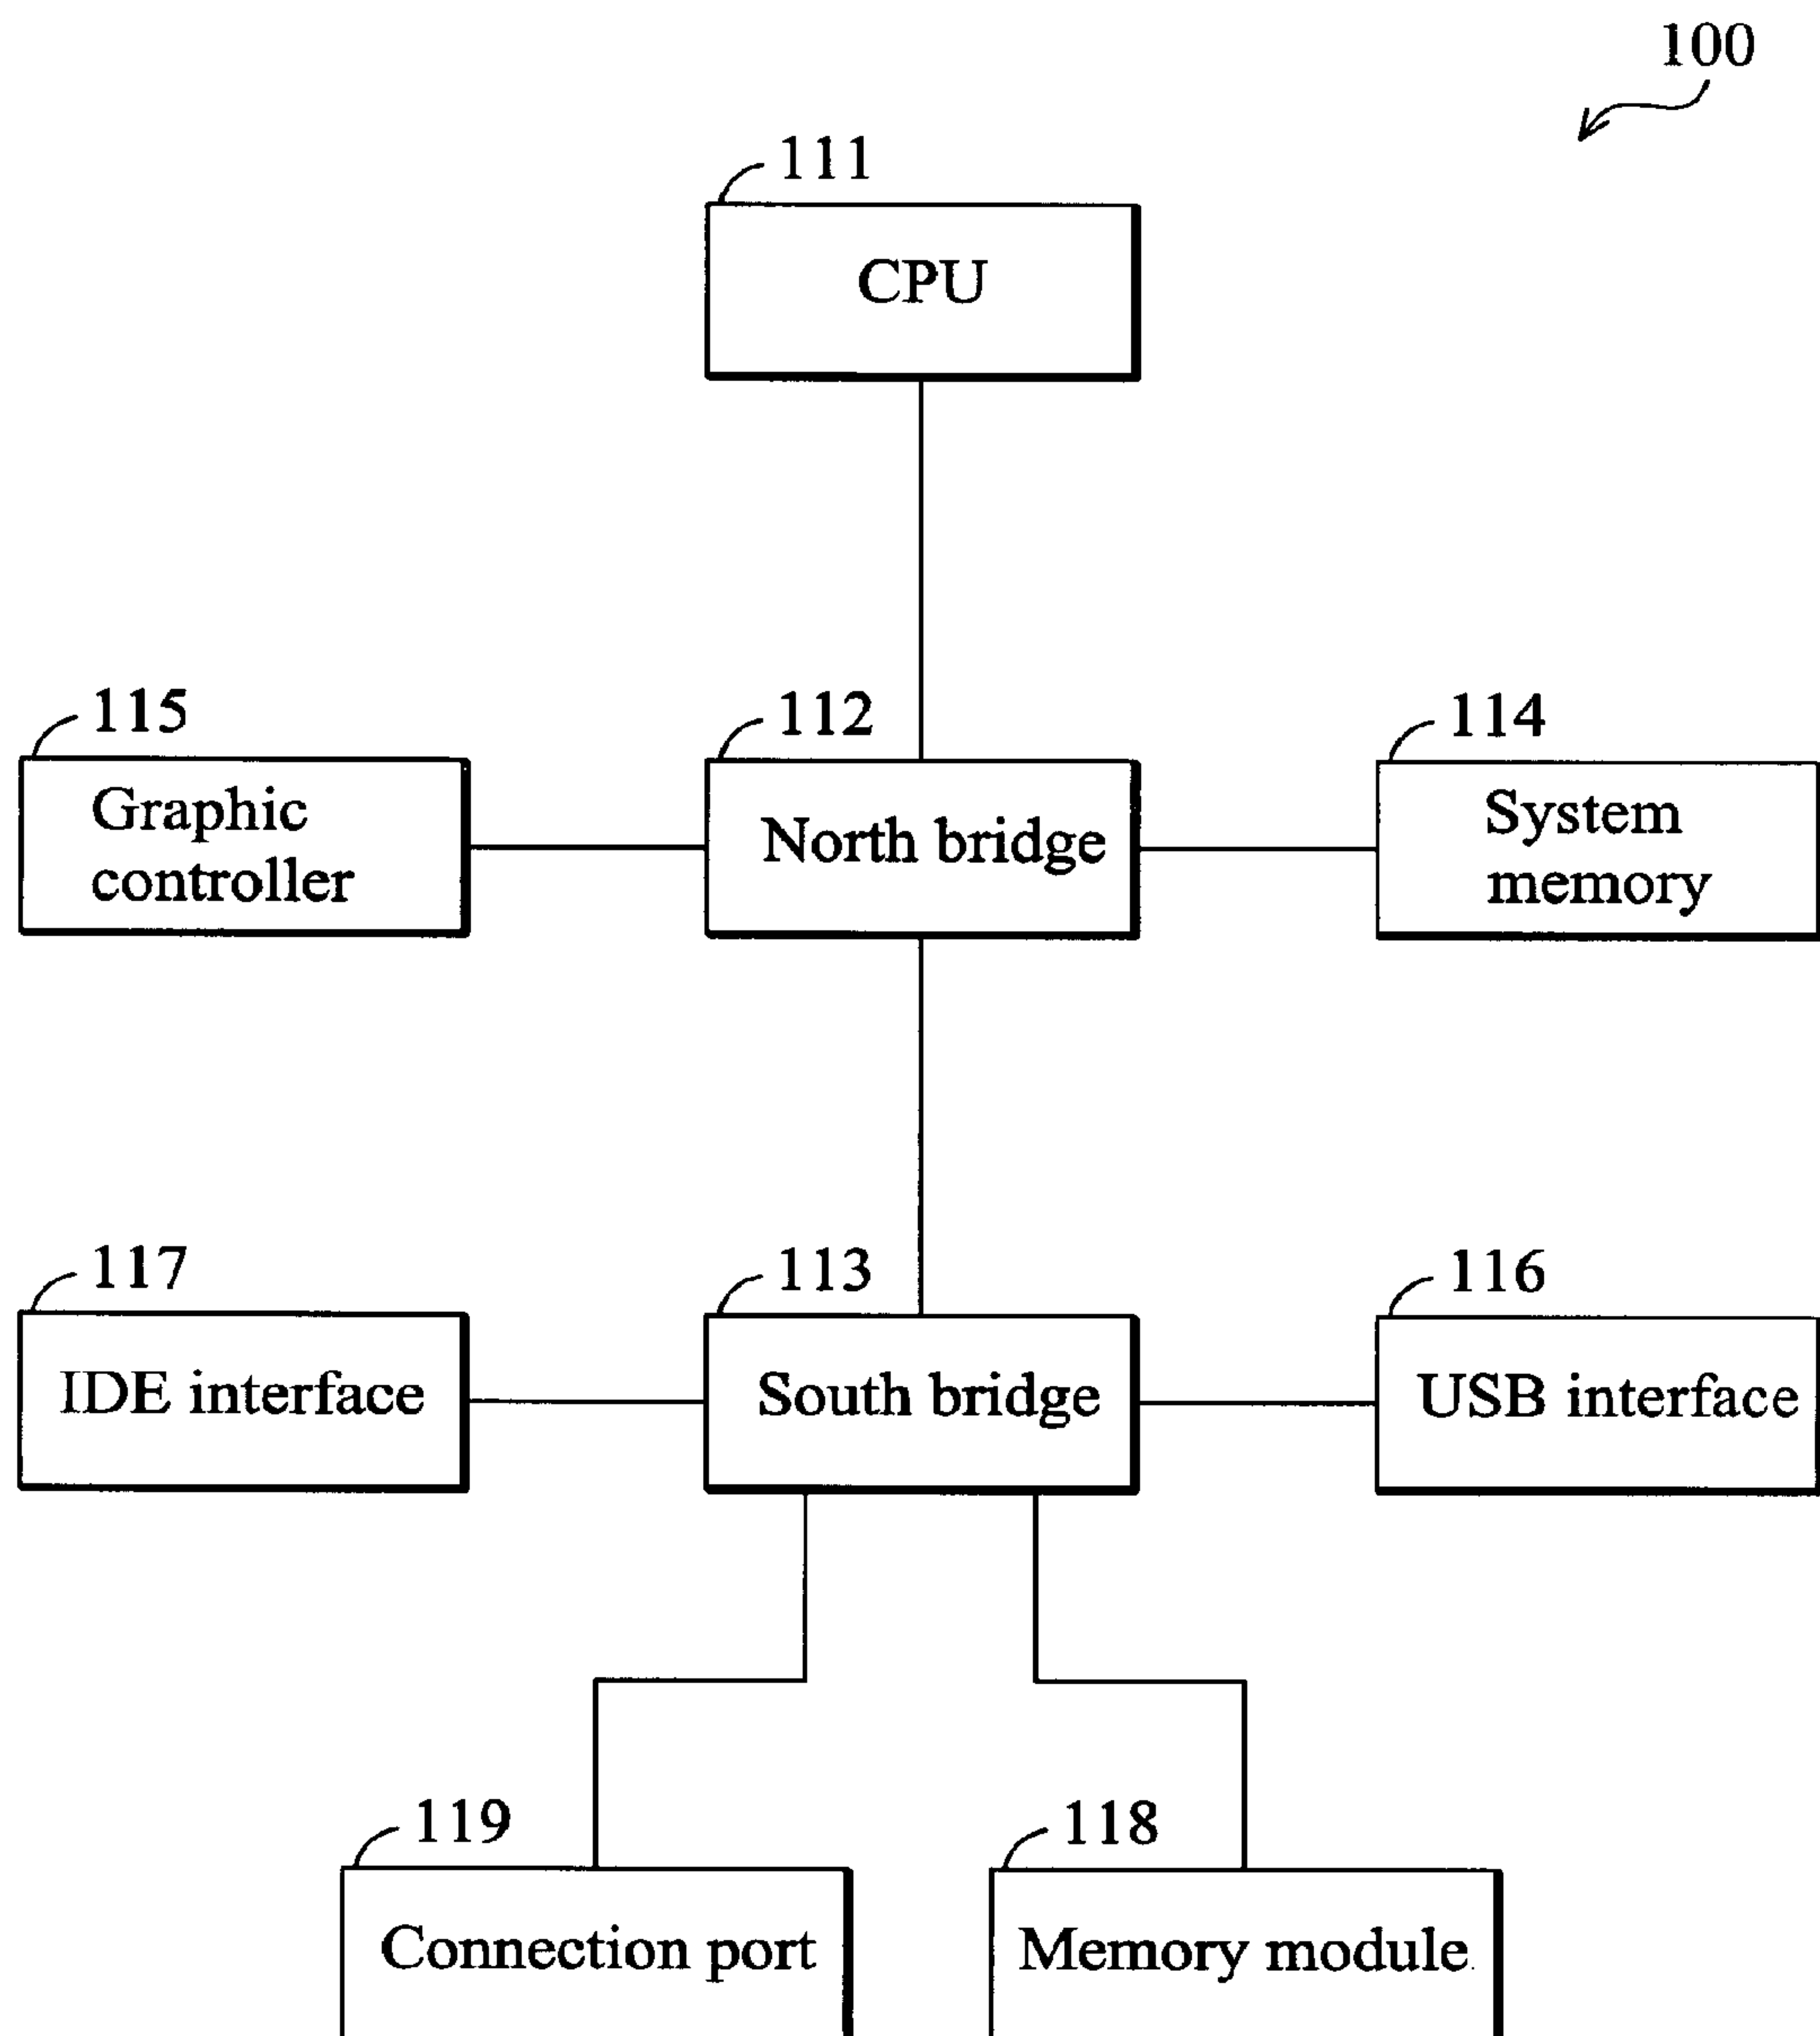 100
111
CPU
115
112
114
Graphic
controller
North bridge
System
memory
117
113
116
IDE interface
South bridge
USB interface
119
118
Connection port
Memory module